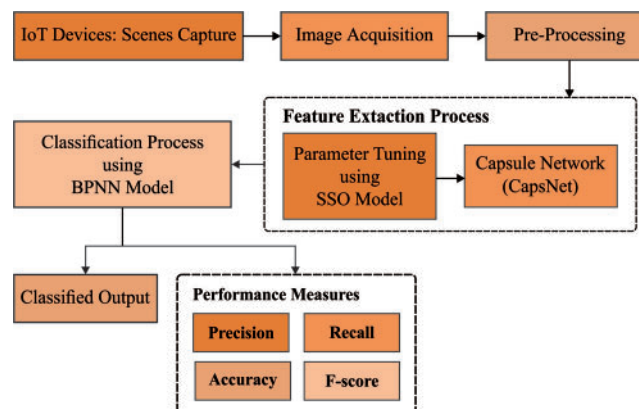 IoT Devices: Scenes Capture
Image Acquisition
Pre-Processing
Feature Extaction Process
Parameter Tuning
using
SSO Model
Capsule Network
(CapsNet)
Classification Process
using
BPNN Model
Classified Output
Performance Measures
Precision
Recall
Accuracy
F-score